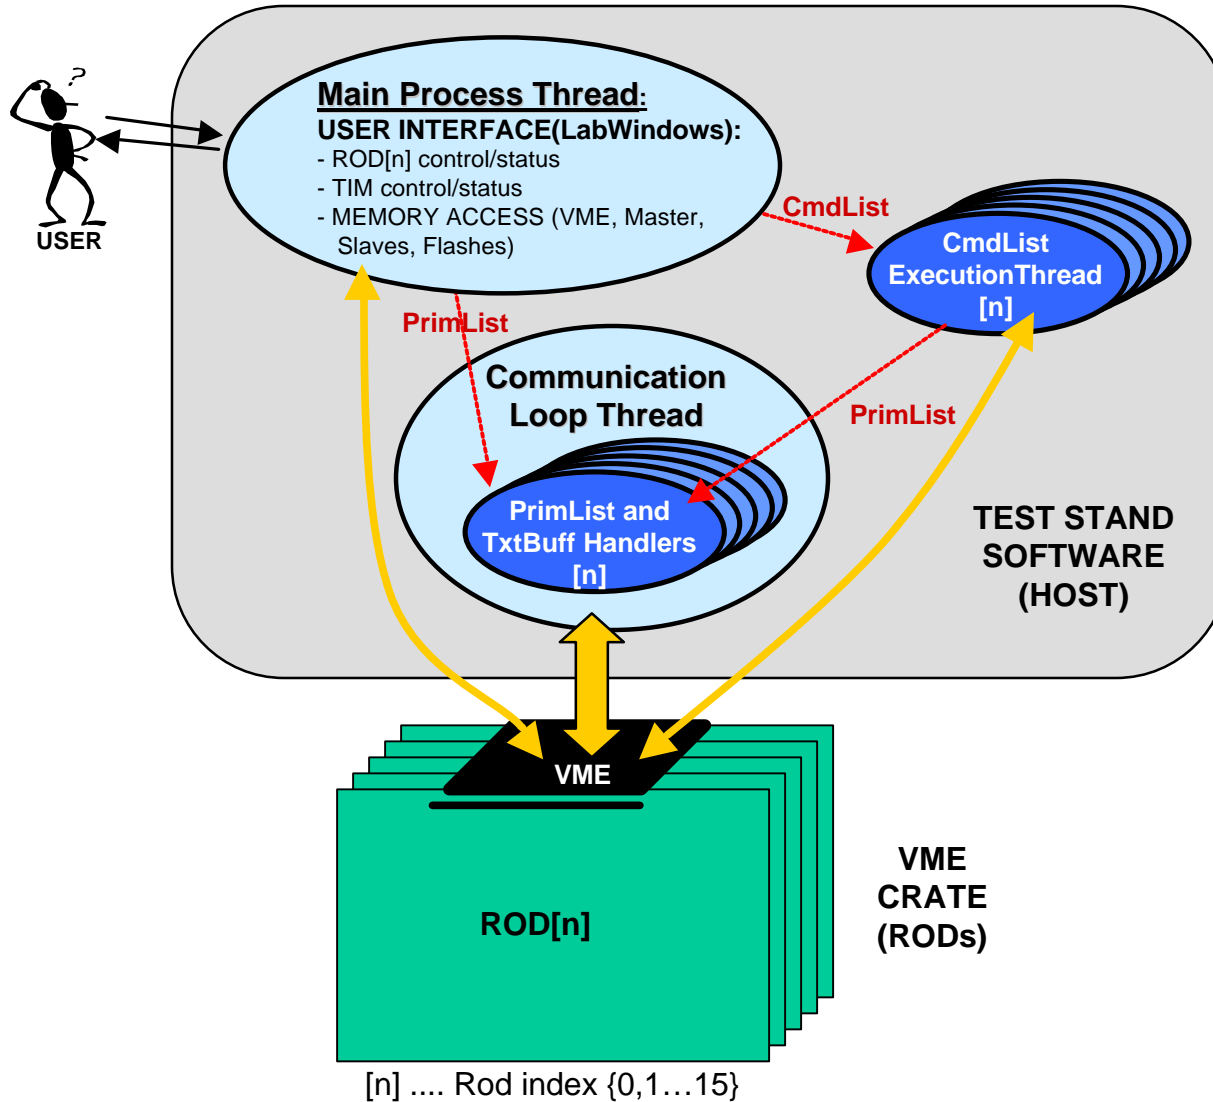 ?
USER
Main Process Thread:
USER INTERFACE(LabWindows):
- ROD[n] control/status
- TIM control/status
- MEMORY ACCESS (VME, Master,
Slaves, Flashes)
CmdList
CmdList
ExecutionThread
[n]
PrimList
Communication
Loop Thread
PrimList
PrimList and
TxtBuff Handlers
[n]
TEST STAND
SOFTWARE
(HOST)
VME
VME
CRATE
(RODs)
ROD[n]
[n] .... Rod index {0,1…15}